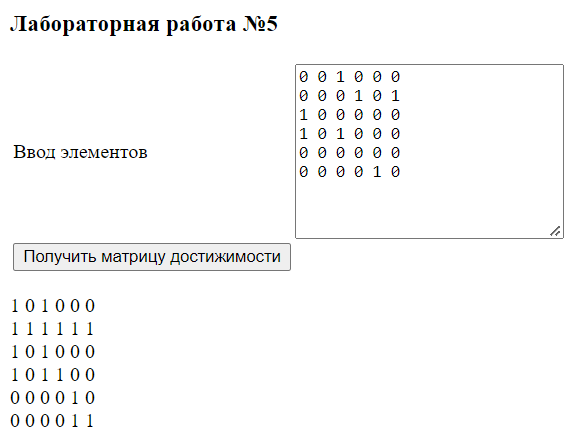 Лабораторная работа №5
0 0 1 0 0 0
0 0 0 1 0 1
1 0 0 0 0 0
1 0 1 0 0 0
0 0 0 0 0 0
0 0 0 0 1 0
Ввод элементов
Получить матрицу достижимости
1 0 1 0 0 0
1 1 1 1 1 1
1 0 1 0 0 0
1 0 1 1 0 0
0 0 0 0 1 0
0 0 0 0 1 1